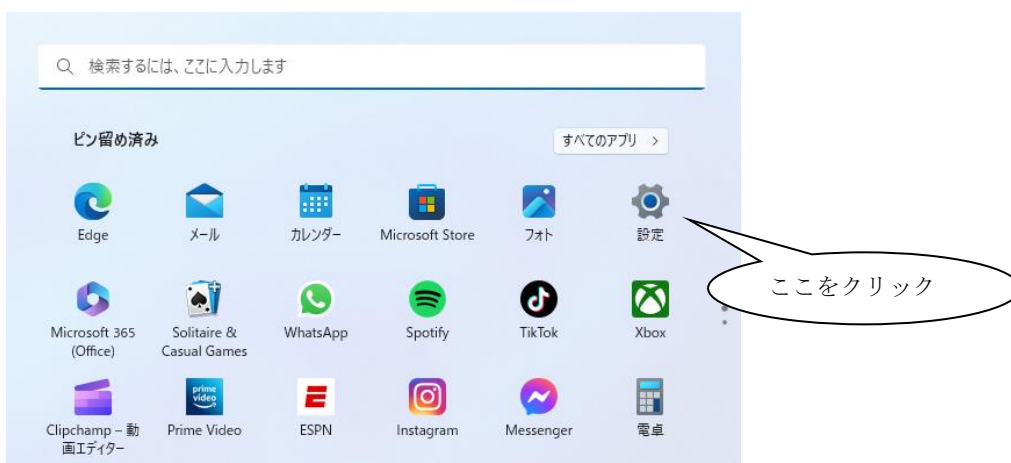 検索するには、ここに入力します
ピン留め済み
すべてのアプリ >
Edge
メール
カレンダー
Microsoft Store
フォト
設定
ここをクリック
Microsoft 365
(Office)
Solitaire &
Casual Games
WhatsApp
Spotify
TikTok
Xbox
Clipchamp – 動
画エディター
prime
video
Prime Video
ESPN
Instagram
Messenger
電卓